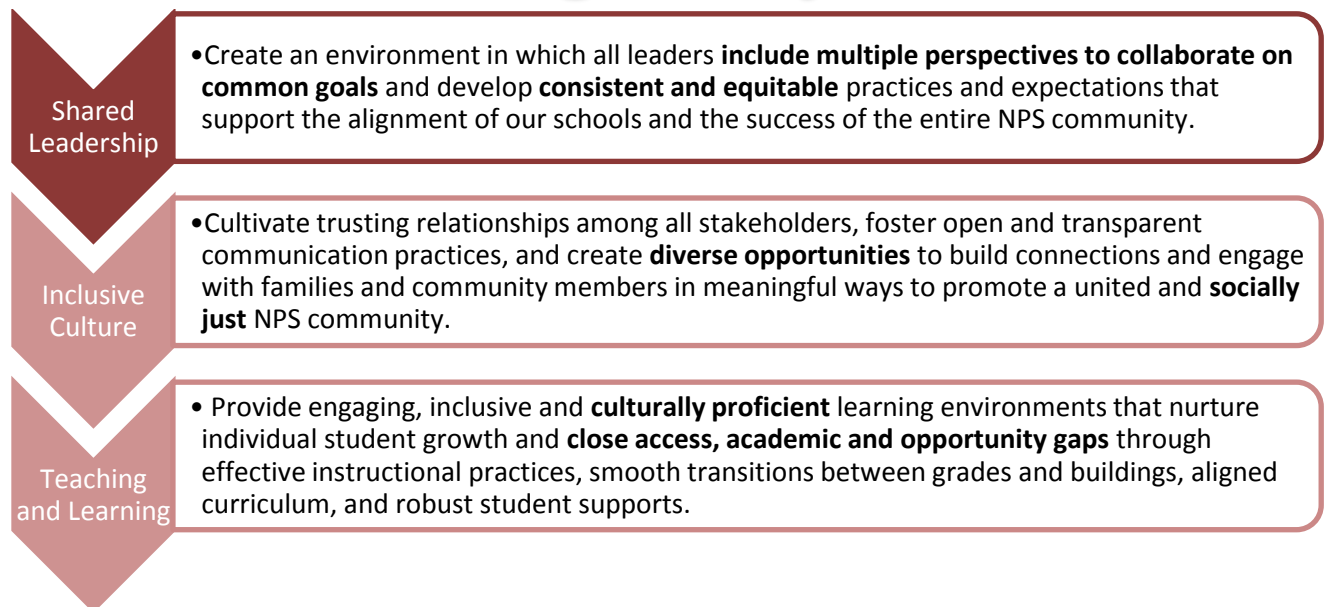 Shared
Leadership
•Create an environment in which all leaders include multiple perspectives to collaborate on
common goals and develop consistent and equitable practices and expectations that
support the alignment of our schools and the success of the entire NPS community.
Inclusive
Culture
•Cultivate trusting relationships among all stakeholders, foster open and transparent
communication practices, and create diverse opportunities to build connections and engage
with families and community members in meaningful ways to promote a united and socially
just NPS community.
Teaching
and Learning
• Provide engaging, inclusive and culturally proficient learning environments that nurture
individual student growth and close access, academic and opportunity gaps through
effective instructional practices, smooth transitions between grades and buildings, aligned
curriculum, and robust student supports.